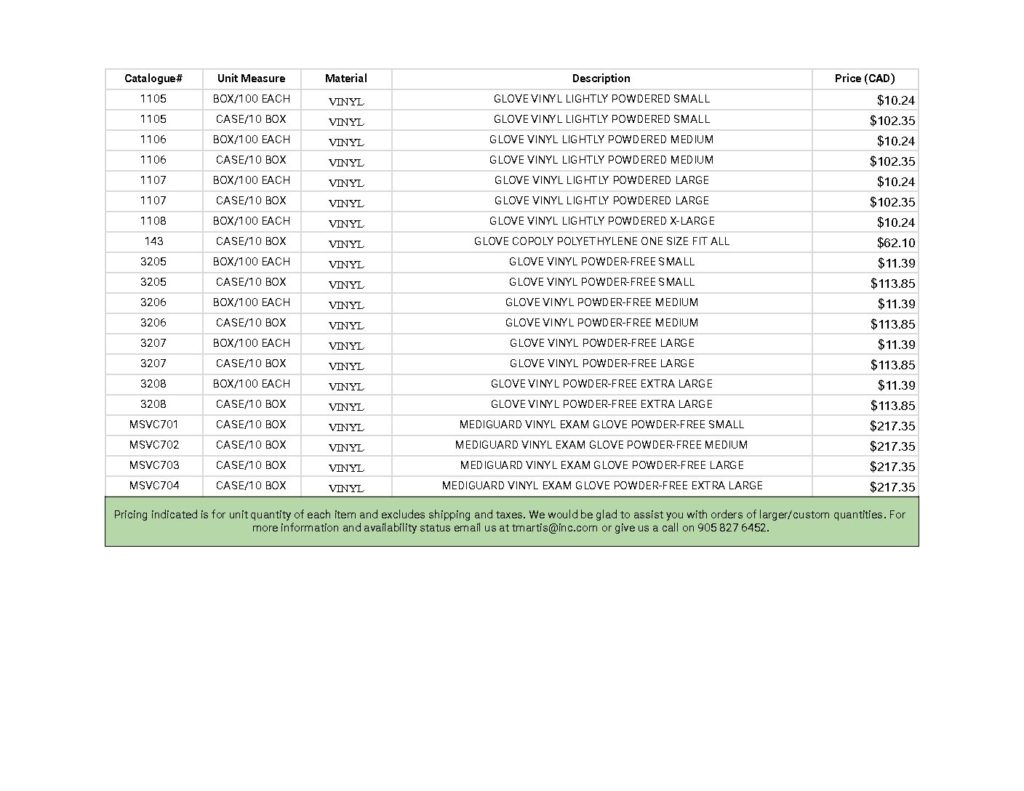 Catalogue# Unit Measure Material Description Price (CAD)
1105 BOX/100 EACH VINYL GLOVE VINYL LIGHTLY POWDERED SMALL $10.24
1105 CASE/10 BOX VINYL GLOVE VINYL LIGHTLY POWDERED SMALL $102.35
1106 BOX/100 EACH VINYL GLOVE VINYL LIGHTLY POWDERED MEDIUM $10.24
1106 CASE/10 BOX VINYL GLOVE VINYL LIGHTLY POWDERED MEDIUM $102.35
1107 BOX/100 EACH VINYL GLOVE VINYL LIGHTLY POWDERED LARGE $10.24
1107 CASE/10 BOX VINYL GLOVE VINYL LIGHTLY POWDERED LARGE $102.35
1108 BOX/100 EACH VINYL GLOVE VINYL LIGHTLY POWDERED X-LARGE $10.24
143 CASE/10 BOX VINYL GLOVE COPOLY POLYETHYLENE ONE SIZE FIT ALL $62.10
3205 BOX/100 EACH VINYL GLOVE VINYL POWDER-FREE SMALL $11.39
3205 CASE/10 BOX VINYL GLOVE VINYL POWDER-FREE SMALL $113.85
3206 BOX/100 EACH VINYL GLOVE VINYL POWDER-FREE MEDIUM $11.39
3206 CASE/10 BOX VINYL GLOVE VINYL POWDER-FREE MEDIUM $113.85
3207 BOX/100 EACH VINYL GLOVE VINYL POWDER-FREE LARGE $11.39
3207 CASE/10 BOX VINYL GLOVE VINYL POWDER-FREE LARGE $113.85
3208 BOX/100 EACH VINYL GLOVE VINYL POWDER-FREE EXTRA LARGE $11.39
3208 CASE/10 BOX VINYL GLOVE VINYL POWDER-FREE EXTRA LARGE $113.85
MSVC701 CASE/10 BOX VINYL MEDIGUARD VINYL EXAM GLOVE POWDER-FREE SMALL $217.35
MSVC702 CASE/10 BOX VINYL MEDIGUARD VINYL EXAM GLOVE POWDER-FREE MEDIUM $217.35
MSVC703 CASE/10 BOX VINYL MEDIGUARD VINYL EXAM GLOVE POWDER-FREE LARGE $217.35
MSVC704 CASE/10 BOX VINYL MEDIGUARD VINYL EXAM GLOVE POWDER-FREE EXTRA LARGE $217.35
Pricing indicated is for unit quantity of each item and excludes shipping and taxes. We would be glad to assist you with orders of larger/custom quantities. For
more information and availability status email us at tmartis@inc.com or give us a call on 905 827 6452.